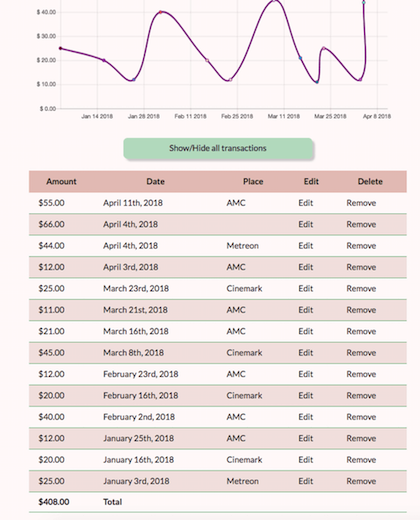 $40.00
$30.00
$20.00
$10.00
$0.00
Jan 14 2018 Jan 28 2018 Feb 11 2018 Feb 25 2018 Mar 11 2018 Mar 25 2018 Apr 8 2018
Show/Hide all transactions
Amount Date Place Edit Delete
$55.00 April 11th, 2018 AMC Edit Remove
$66.00 April 4th, 2018 Edit Remove
$44.00 April 4th, 2018 Metreon Edit Remove
$12.00 April 3rd, 2018 AMC Edit Remove
$25.00 March 23rd, 2018 Cinemark Edit Remove
$11.00 March 21st, 2018 AMC Edit Remove
$21.00 March 16th, 2018 AMC Edit Remove
$45.00 March 8th, 2018 Cinemark Edit Remove
$12.00 February 23rd, 2018 AMC Edit Remove
$20.00 February 16th, 2018 Cinemark Edit Remove
$40.00 February 2nd, 2018 AMC Edit Remove
$12.00 January 25th, 2018 AMC Edit Remove
$20.00 January 16th, 2018 Cinemark Edit Remove
$25.00 January 3rd, 2018 Metreon Edit Remove
$408.00 Total